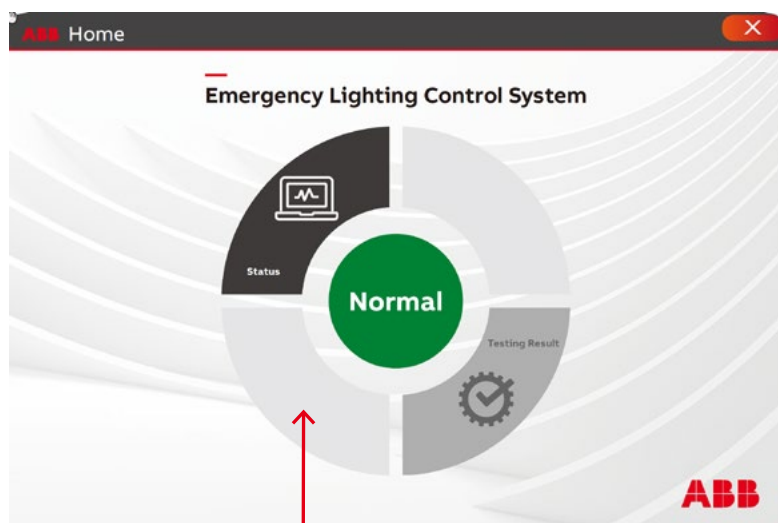 ABB Home
Emergency Lighting Control System
Status
Normal
Testing Result
ABB